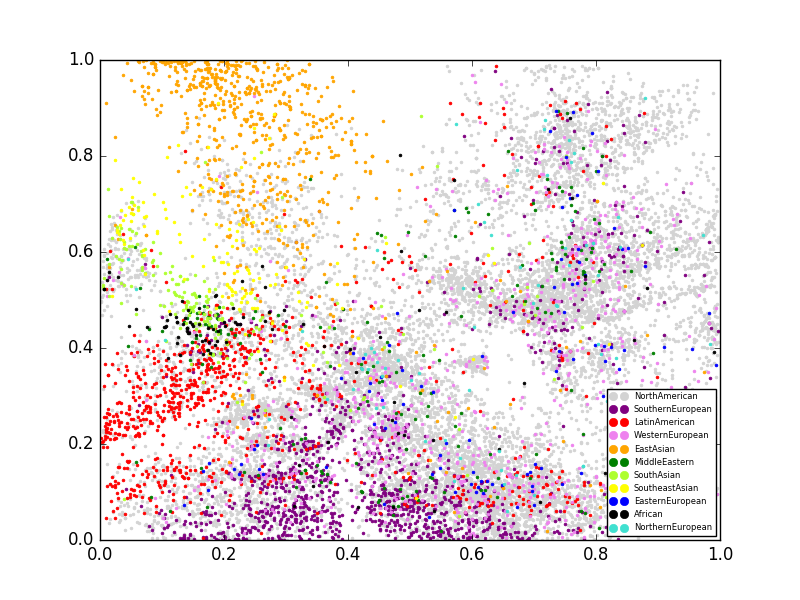 1.0
0.8
0.6
0.4
0.2
0.0
0.0 0.2 0.4 0.6 0.8 1.0
NorthAmerican
SouthernEuropean
LatinAmerican
WesternEuropean
EastAsian
MiddleEastern
SouthAsian
SoutheastAsian
EasternEuropean
African
NorthernEuropean